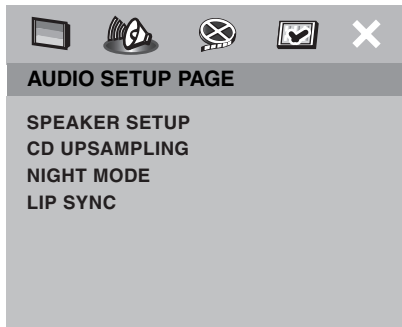 AUDIO SETUP PAGE
SPEAKER SETUP
CD UPSAMPLING
NIGHT MODE
LIP SYNC